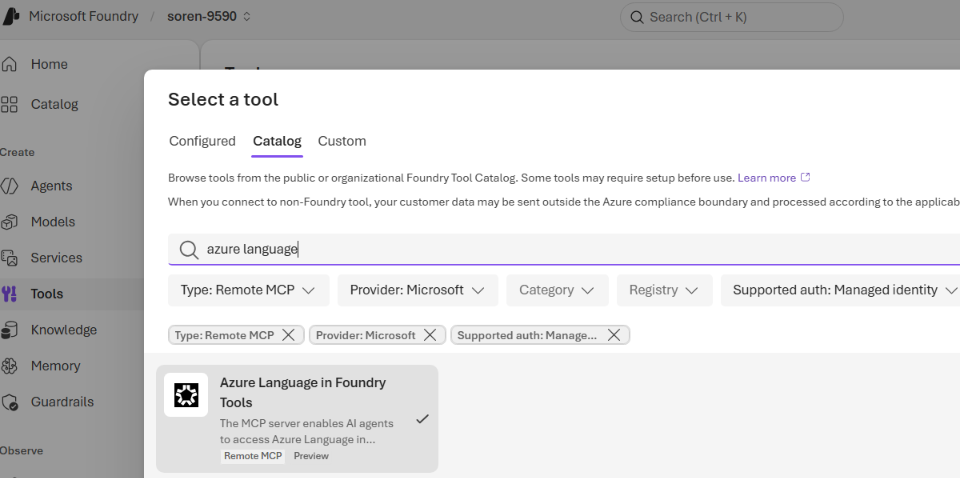 Microsoft Foundry / soren-9590
Search (Ctrl + K)
Home
Catalog
Create
Agents
Models
Services
Tools
Knowledge
Memory
Guardrails
Observe
Select a tool
Configured Catalog Custom
Browse tools from the public or organizational Foundry Tool Catalog. Some tools may require setup before use. Learn more
When you connect to non-Foundry tool, your customer data may be sent outside the Azure compliance boundary and processed according to the
azure language
Type: Remote MCP Provider: Microsoft Category Registry Supported auth: Managed identity
Type: Remote MCP Provider: Microsoft Supported auth: Manage...
Azure Language in Foundry
Tools
The MCP server enables AI agents
to access Azure Language in...
Remote MCP Preview